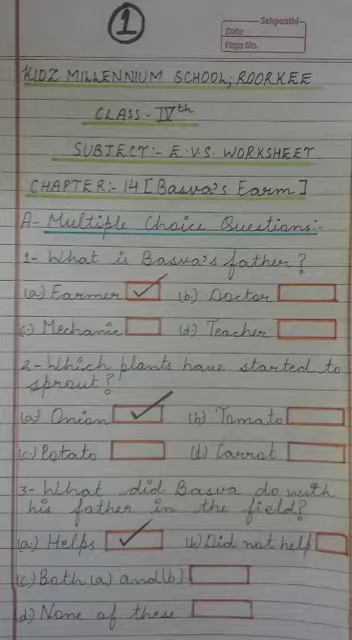 1
Sehpaathi
Date
Page No.
KIDZ MILLENNIUM SCHOOL, ROORKEE
CLASS - IVth
SUBJECT:- E.V.S. WORKSHEET
CHAPTER:- 14 [Basva's Farm]
A- Multiple Choice Questions:-
1- What is Basva's father?
(a) Farmer ✓ (b) Doctor
(c) Mechanic (d) Teacher
2- Which plants have started to
sprout?
(a) Onion ✓ (b) Tomato
(c) Potato (d) Carrot
3- What did Basva do with
his father in the field?
(a) Helps ✓ (b) Did not help
(c) Both (a) and (b)
(d) None of these